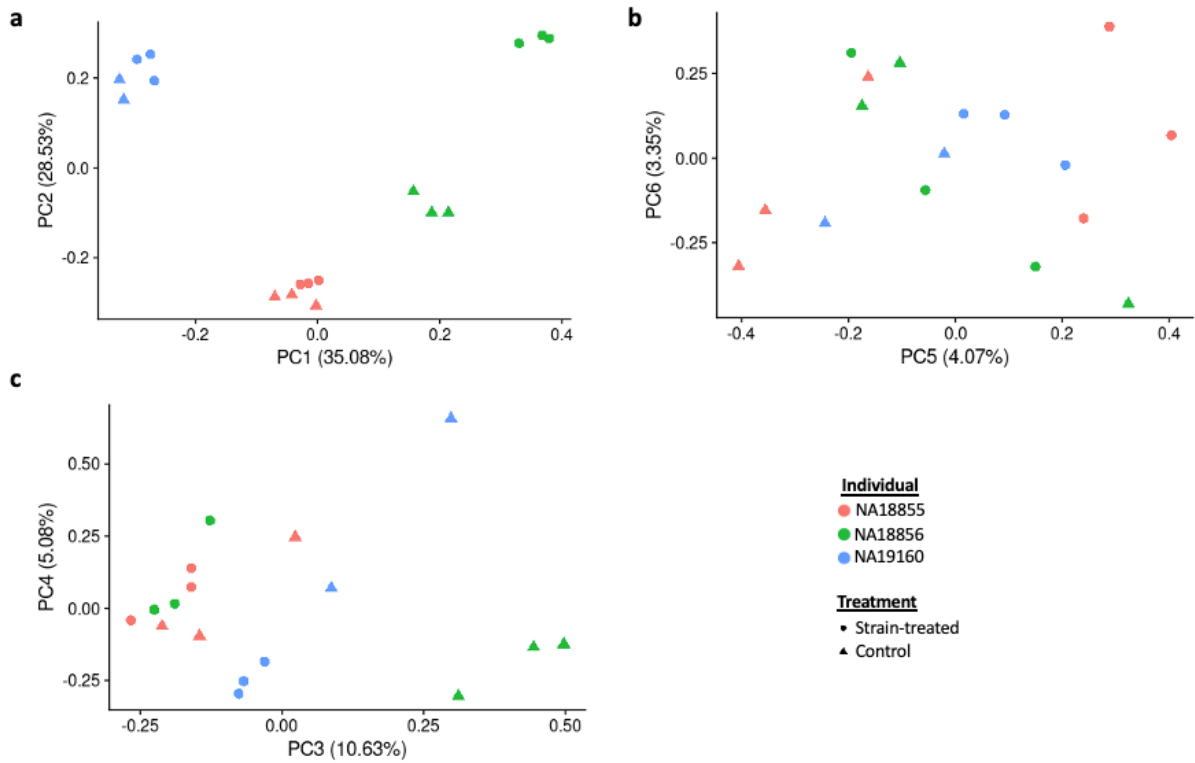 a
0.2
0.0
-0.2
PC2 (28.53%)
-0.2
0.0
0.2
0.4
PC1 (35.08%)
b
0.25
0.00
-0.25
PC6 (3.35%)
-0.4
-0.2
0.0
0.2
0.4
PC5 (4.07%)
c
0.50
0.25
0.00
-0.25
PC4 (5.08%)
-0.25
0.00
0.25
0.50
PC3 (10.63%)
Individual
NA18855
NA18856
NA19160
Treatment
Strain-treated
Control